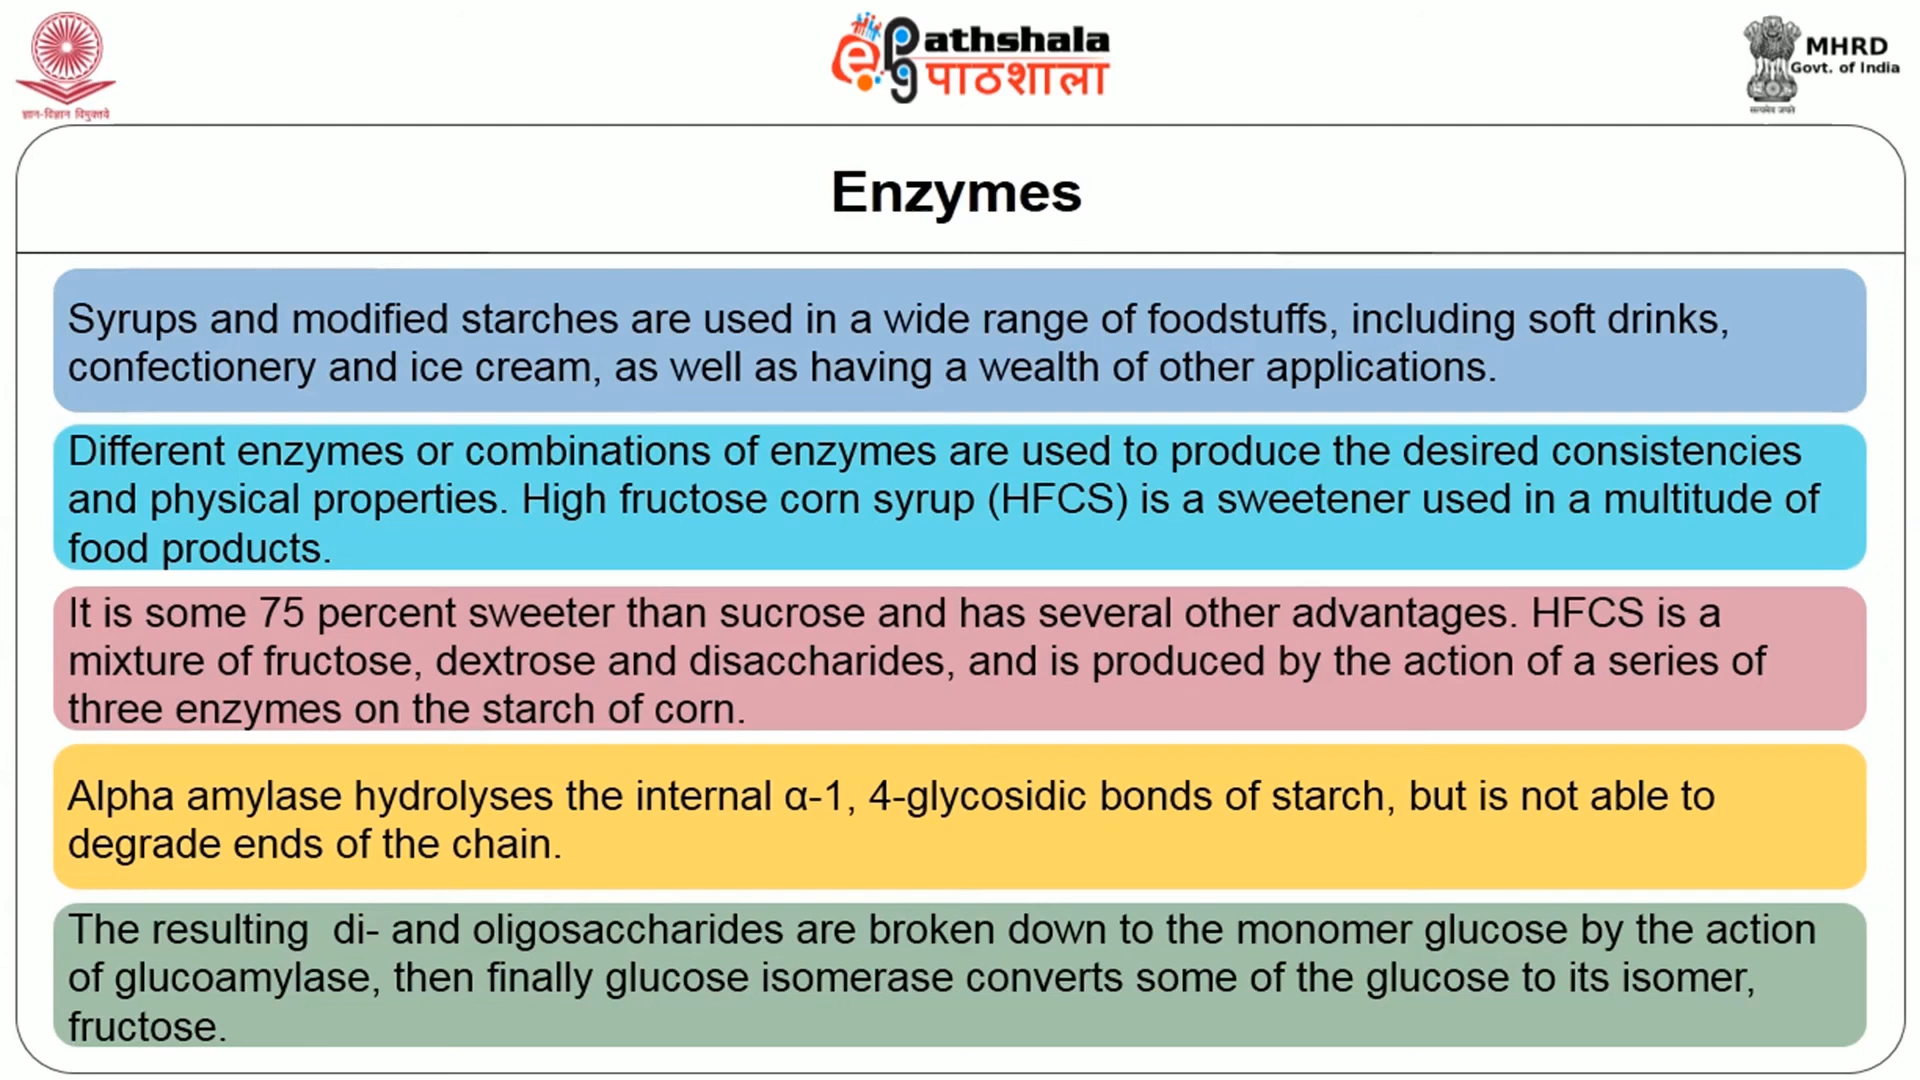 ज्ञान-विज्ञान विमुक्तये
ePathshala
pgपाठशाला
MHRD
Govt. of India
सत्यमेव जयते
Enzymes
Syrups and modified starches are used in a wide range of foodstuffs, including soft drinks,
confectionery and ice cream, as well as having a wealth of other applications.
Different enzymes or combinations of enzymes are used to produce the desired consistencies
and physical properties. High fructose corn syrup (HFCS) is a sweetener used in a multitude of
food products.
It is some 75 percent sweeter than sucrose and has several other advantages. HFCS is a
mixture of fructose, dextrose and disaccharides, and is produced by the action of a series of
three enzymes on the starch of corn.
Alpha amylase hydrolyses the internal α-1, 4-glycosidic bonds of starch, but is not able to
degrade ends of the chain.
The resulting  di- and oligosaccharides are broken down to the monomer glucose by the action
of glucoamylase, then finally glucose isomerase converts some of the glucose to its isomer,
fructose.